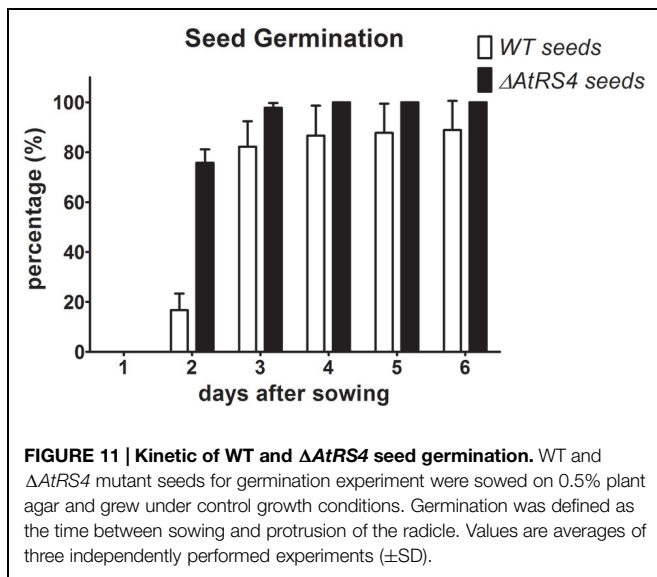 Seed Germination
WT seeds
ΔAtRS4 seeds
percentage (%)
100
80
60
40
20
0
1 2 3 4 5 6
days after sowing
FIGURE 11 | Kinetic of WT and ΔAtRS4 seed germination. WT and
ΔAtRS4 mutant seeds for germination experiment were sowed on 0.5% plant
agar and grew under control growth conditions. Germination was defined as
the time between sowing and protrusion of the radicle. Values are averages of
three independently performed experiments (±SD).